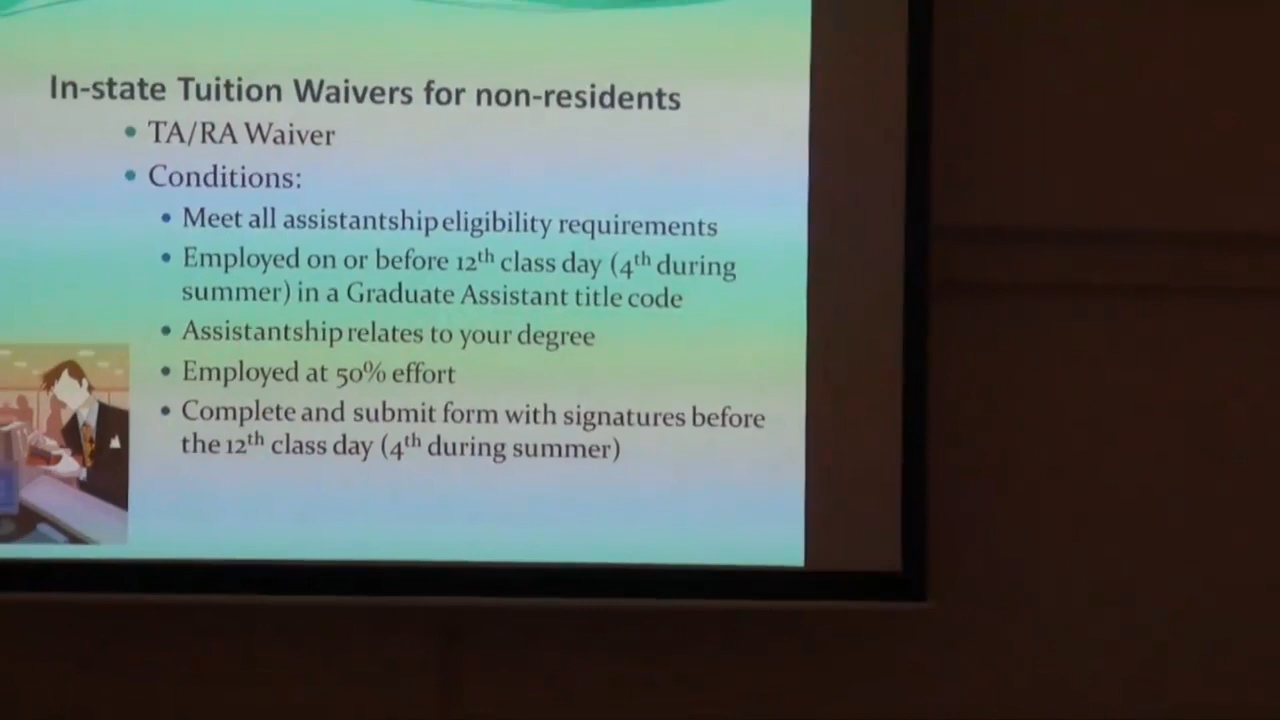 In-state Tuition Waivers for non-residents
• TA/RA Waiver
• Conditions:
• Meet all assistantship eligibility requirements
• Employed on or before 12th class day (4th during
summer) in a Graduate Assistant title code
• Assistantship relates to your degree
• Employed at 50% effort
• Complete and submit form with signatures before
the 12th class day (4th during summer)